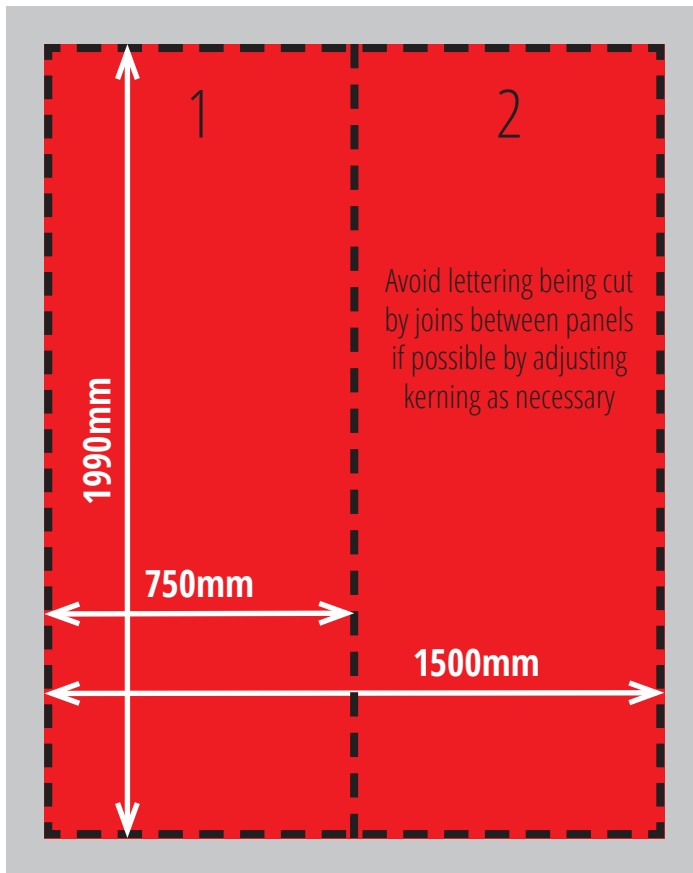 1
2
Avoid lettering being cut
by joins between panels
if possible by adjusting
kerning as necessary
1990mm
750mm
1500mm